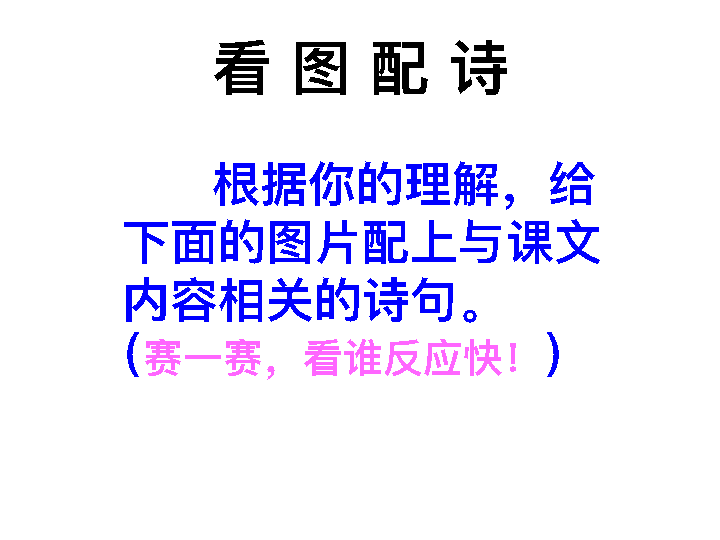 看图配诗
根据你的理解，给
下面的图片配上与课文
内容相关的诗句。
(赛一赛，看谁反应快！)